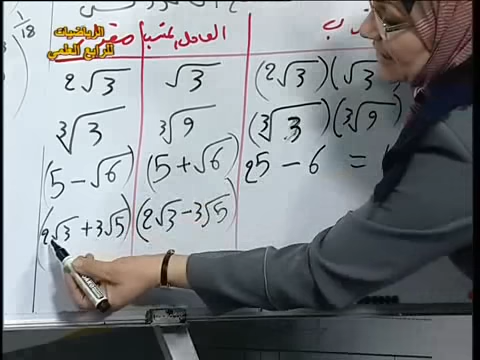 1/18
الرياضيات
للرابع العلمي
العامل
2√3 √3 (2√3)(√3
∛3 ∛9 (∛3)(∛9)
(5-√6) (5+√6) 25 - 6 =
(2√3+3√5) (2√3-3√5)